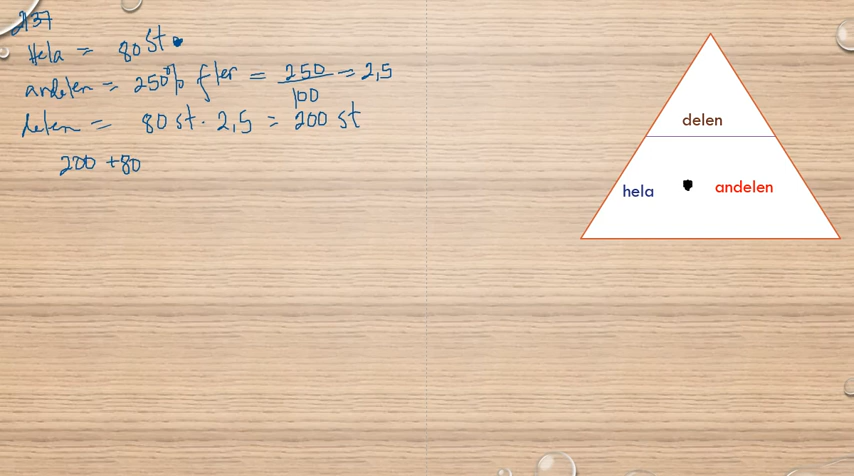 2137
Hela = 80 st
andelen = 250% fler = 250/100 = 2,5
delen = 80 st · 2,5 = 200 st
200 + 80
delen
hela
andelen